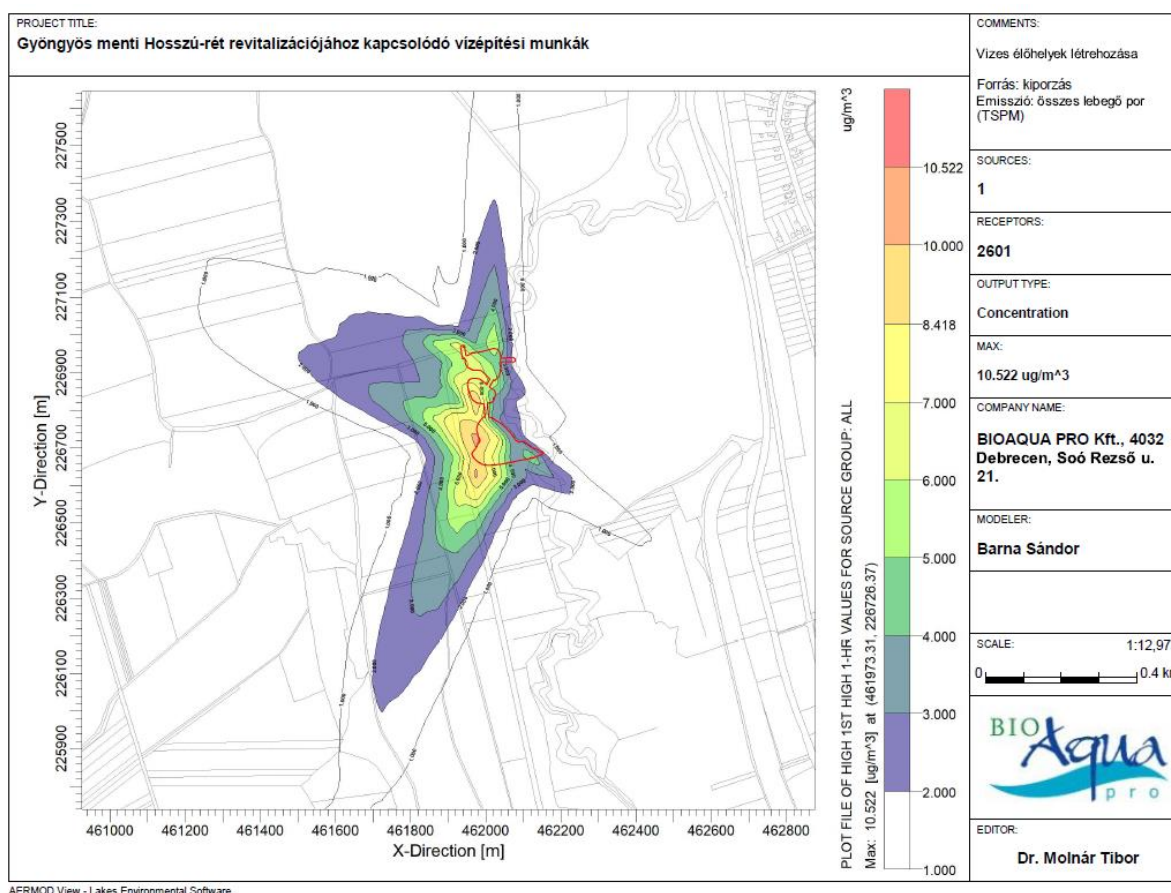 PROJECT TITLE:
Gyöngyös menti Hosszú-rét revitalizációjához kapcsolódó vízépítési munkák
ug/m^3
227500
227300
227100
226900
226700
226500
226300
226100
225900
Y-Direction [m]
461000 461200 461400 461600 461800 462000 462200 462400 462600 462800
X-Direction [m]
PLOT FILE OF HIGH 1ST HIGH 1-HR VALUES FOR SOURCE GROUP: ALL
Max: 10.522 [ug/m^3] at (461973.31, 226726.37)
10.522
10.000
8.418
7.000
6.000
5.000
4.000
3.000
2.000
1.000
COMMENTS:
Vizes élőhelyek létrehozása
Forrás: kiporzás
Emisszió: összes lebegő por
(TSPM)
SOURCES:
1
RECEPTORS:
2601
OUTPUT TYPE:
Concentration
MAX:
10.522 ug/m^3
COMPANY NAME:
BIOAQUA PRO Kft., 4032
Debrecen, Soó Rezső u.
21.
MODELER:
Barna Sándor
SCALE: 1:12,97
0 0.4 km
BIO Aqua
pro
EDITOR:
Dr. Molnár Tibor
AERMOD View - Lakes Environmental Software